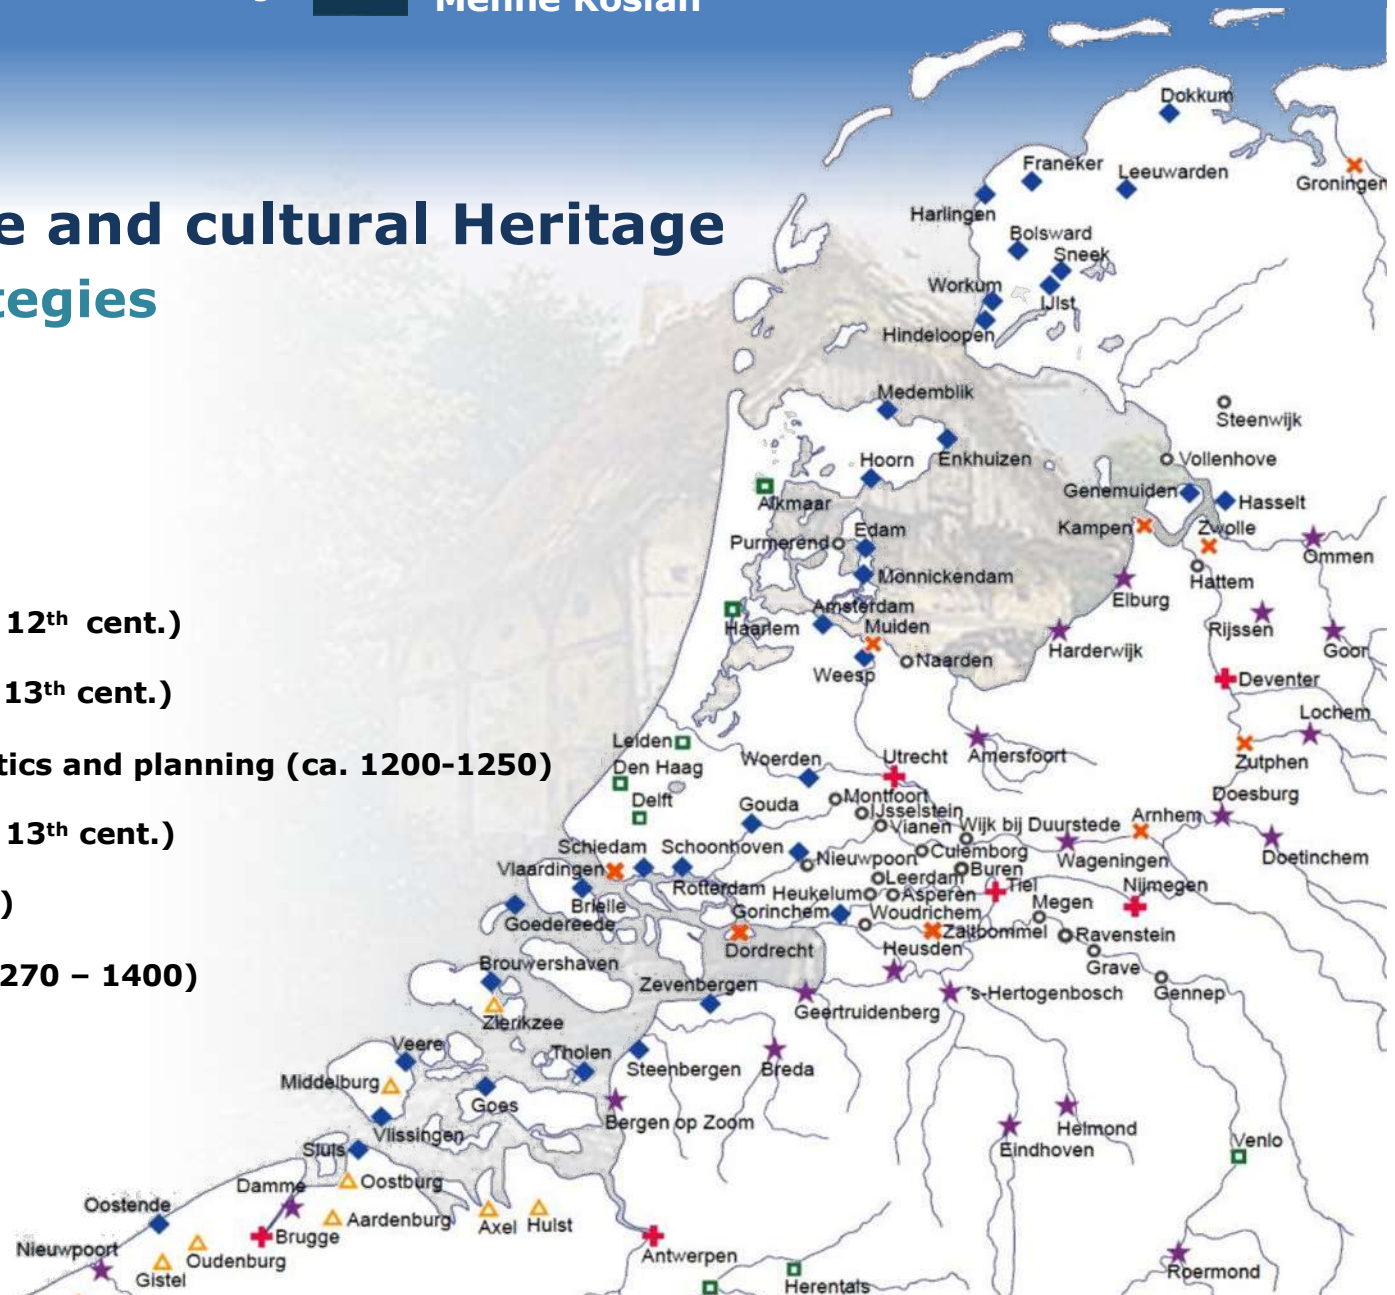 Menne Kosian
e and cultural Heritage
tegies
12th cent.)
13th cent.)
tics and planning (ca. 1200-1250)
13th cent.)
)
270 – 1400)
Dokkum
Groningen
Franeker
Leeuwarden
Harlingen
Bolsward
Sneek
Workum
IJlst
Hindeloopen
Medemblik
Steenwijk
Hoorn
Enkhuizen
Vollenhove
Genemuiden
Hasselt
Alkmaar
Kampen
Zwolle
Purmerend
Edam
Ommen
Monnickendam
Hattem
Elburg
Amsterdam
Haarlem
Muiden
Rijssen
Harderwijk
Goor
Naarden
Weesp
Deventer
Lochem
Leiden
Woerden
Utrecht
Amersfoort
Den Haag
Zutphen
Delft
Gouda
Montfoort
Doesburg
IJsselstein
Vianen
Wijk bij Duurstede
Arnhem
Schiedam
Schoonhoven
Nieuwpoort
Culemborg
Wageningen
Doetinchem
Vlaardingen
Buren
Leerdam
Rotterdam
Heukelum
Asperen
Tiel
Nijmegen
Brielle
Gorinchem
Woudrichem
Megen
Goedereede
Zaltbommel
Ravenstein
Dordrecht
Heusden
Grave
Brouwershaven
Zevenbergen
's-Hertogenbosch
Gennep
Geertruidenberg
Zierikzee
Veere
Tholen
Steenbergen
Breda
Middelburg
Goes
Bergen op Zoom
Helmond
Vlissingen
Eindhoven
Venlo
Sluis
Damme
Oostburg
Oostende
Aardenburg
Axel
Hulst
Brugge
Nieuwpoort
Oudenburg
Antwerpen
Gistel
Roermond
Herentals